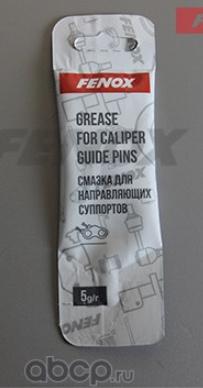 FENOX
GREASE
FOR CALIPER
GUIDE PINS
СМАЗКА ДЛЯ
НАПРАВЛЯЮЩИХ
СУППОРТОВ
5g/г
FENOX
abcp.ru